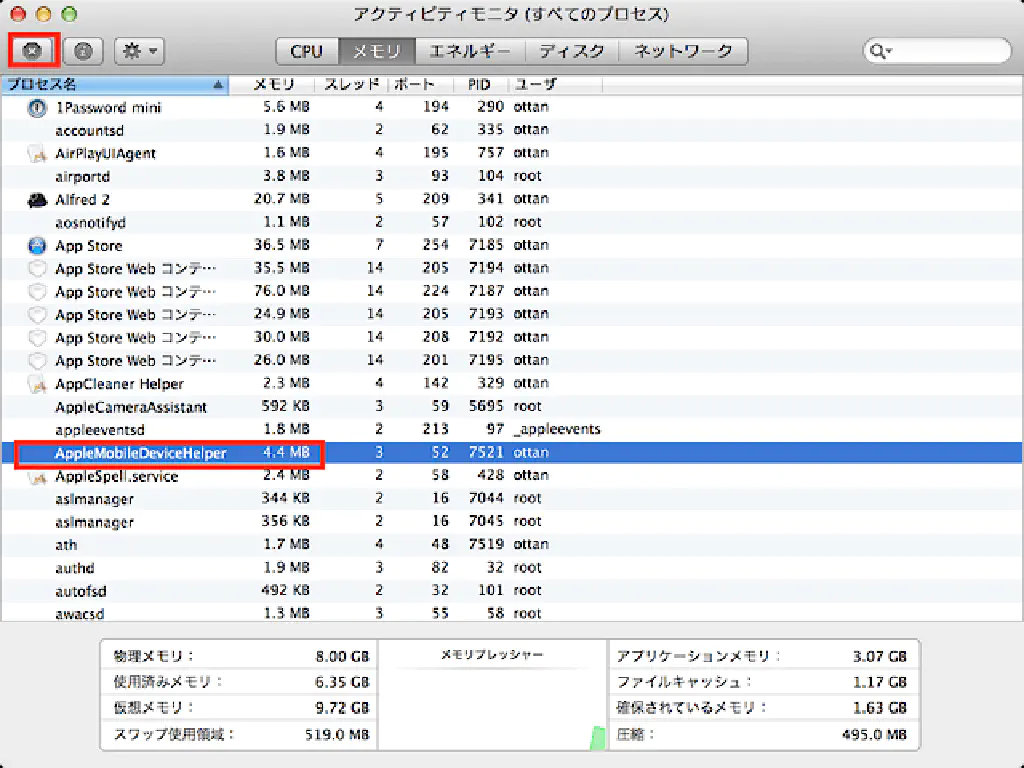 アクティビティモニタ (すべてのプロセス)
CPU メモリ エネルギー ディスク ネットワーク
プロセス名 メモリ スレッド ポート PID ユーザ
1Password mini 5.6 MB 4 194 290 ottan
accountsd 1.9 MB 2 62 335 ottan
AirPlayUIAgent 1.6 MB 4 195 757 ottan
airportd 3.8 MB 3 93 104 root
Alfred 2 20.7 MB 5 209 341 ottan
aosnotifyd 1.1 MB 2 57 102 root
App Store 36.5 MB 7 254 7185 ottan
App Store Web コンテ… 35.5 MB 14 205 7194 ottan
App Store Web コンテ… 76.0 MB 14 224 7187 ottan
App Store Web コンテ… 24.9 MB 14 205 7193 ottan
App Store Web コンテ… 30.0 MB 14 208 7192 ottan
App Store Web コンテ… 26.0 MB 14 201 7195 ottan
AppCleaner Helper 2.3 MB 4 142 329 ottan
AppleCameraAssistant 592 KB 3 59 5695 root
appleeventsd 1.8 MB 2 213 97 _appleevents
AppleMobileDeviceHelper 4.4 MB 3 52 7521 ottan
AppleSpell.service 2.4 MB 2 58 428 ottan
aslmanager 344 KB 2 16 7044 root
aslmanager 356 KB 2 16 7045 root
ath 1.7 MB 4 48 7519 ottan
authd 1.9 MB 3 82 32 root
autofsd 492 KB 2 32 101 root
awacsd 1.3 MB 3 55 58 root
物理メモリ： 8.00 GB
使用済みメモリ： 6.35 GB
仮想メモリ： 9.72 GB
スワップ使用領域： 519.0 MB
メモリプレッシャー
アプリケーションメモリ： 3.07 GB
ファイルキャッシュ： 1.17 GB
確保されているメモリ： 1.63 GB
圧縮： 495.0 MB